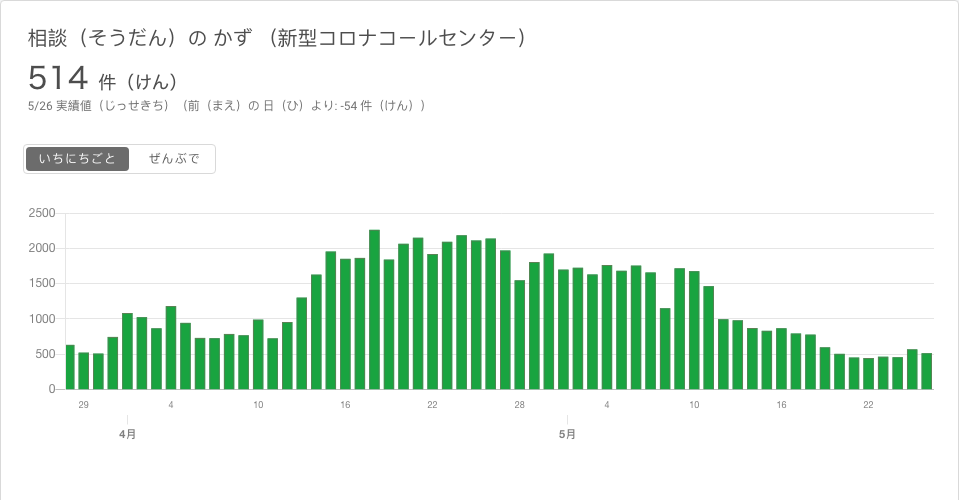 相談（そうだん）の かず （新型コロナコールセンター）
514 件（けん）
5/26 実績値（じっせきち）（前（まえ）の 日（ひ）より: -54 件（けん））
いちにちごと ぜんぶで
2500
2000
1500
1000
500
0
29 4 10 16 22 28 4 10 16 22
4月 5月